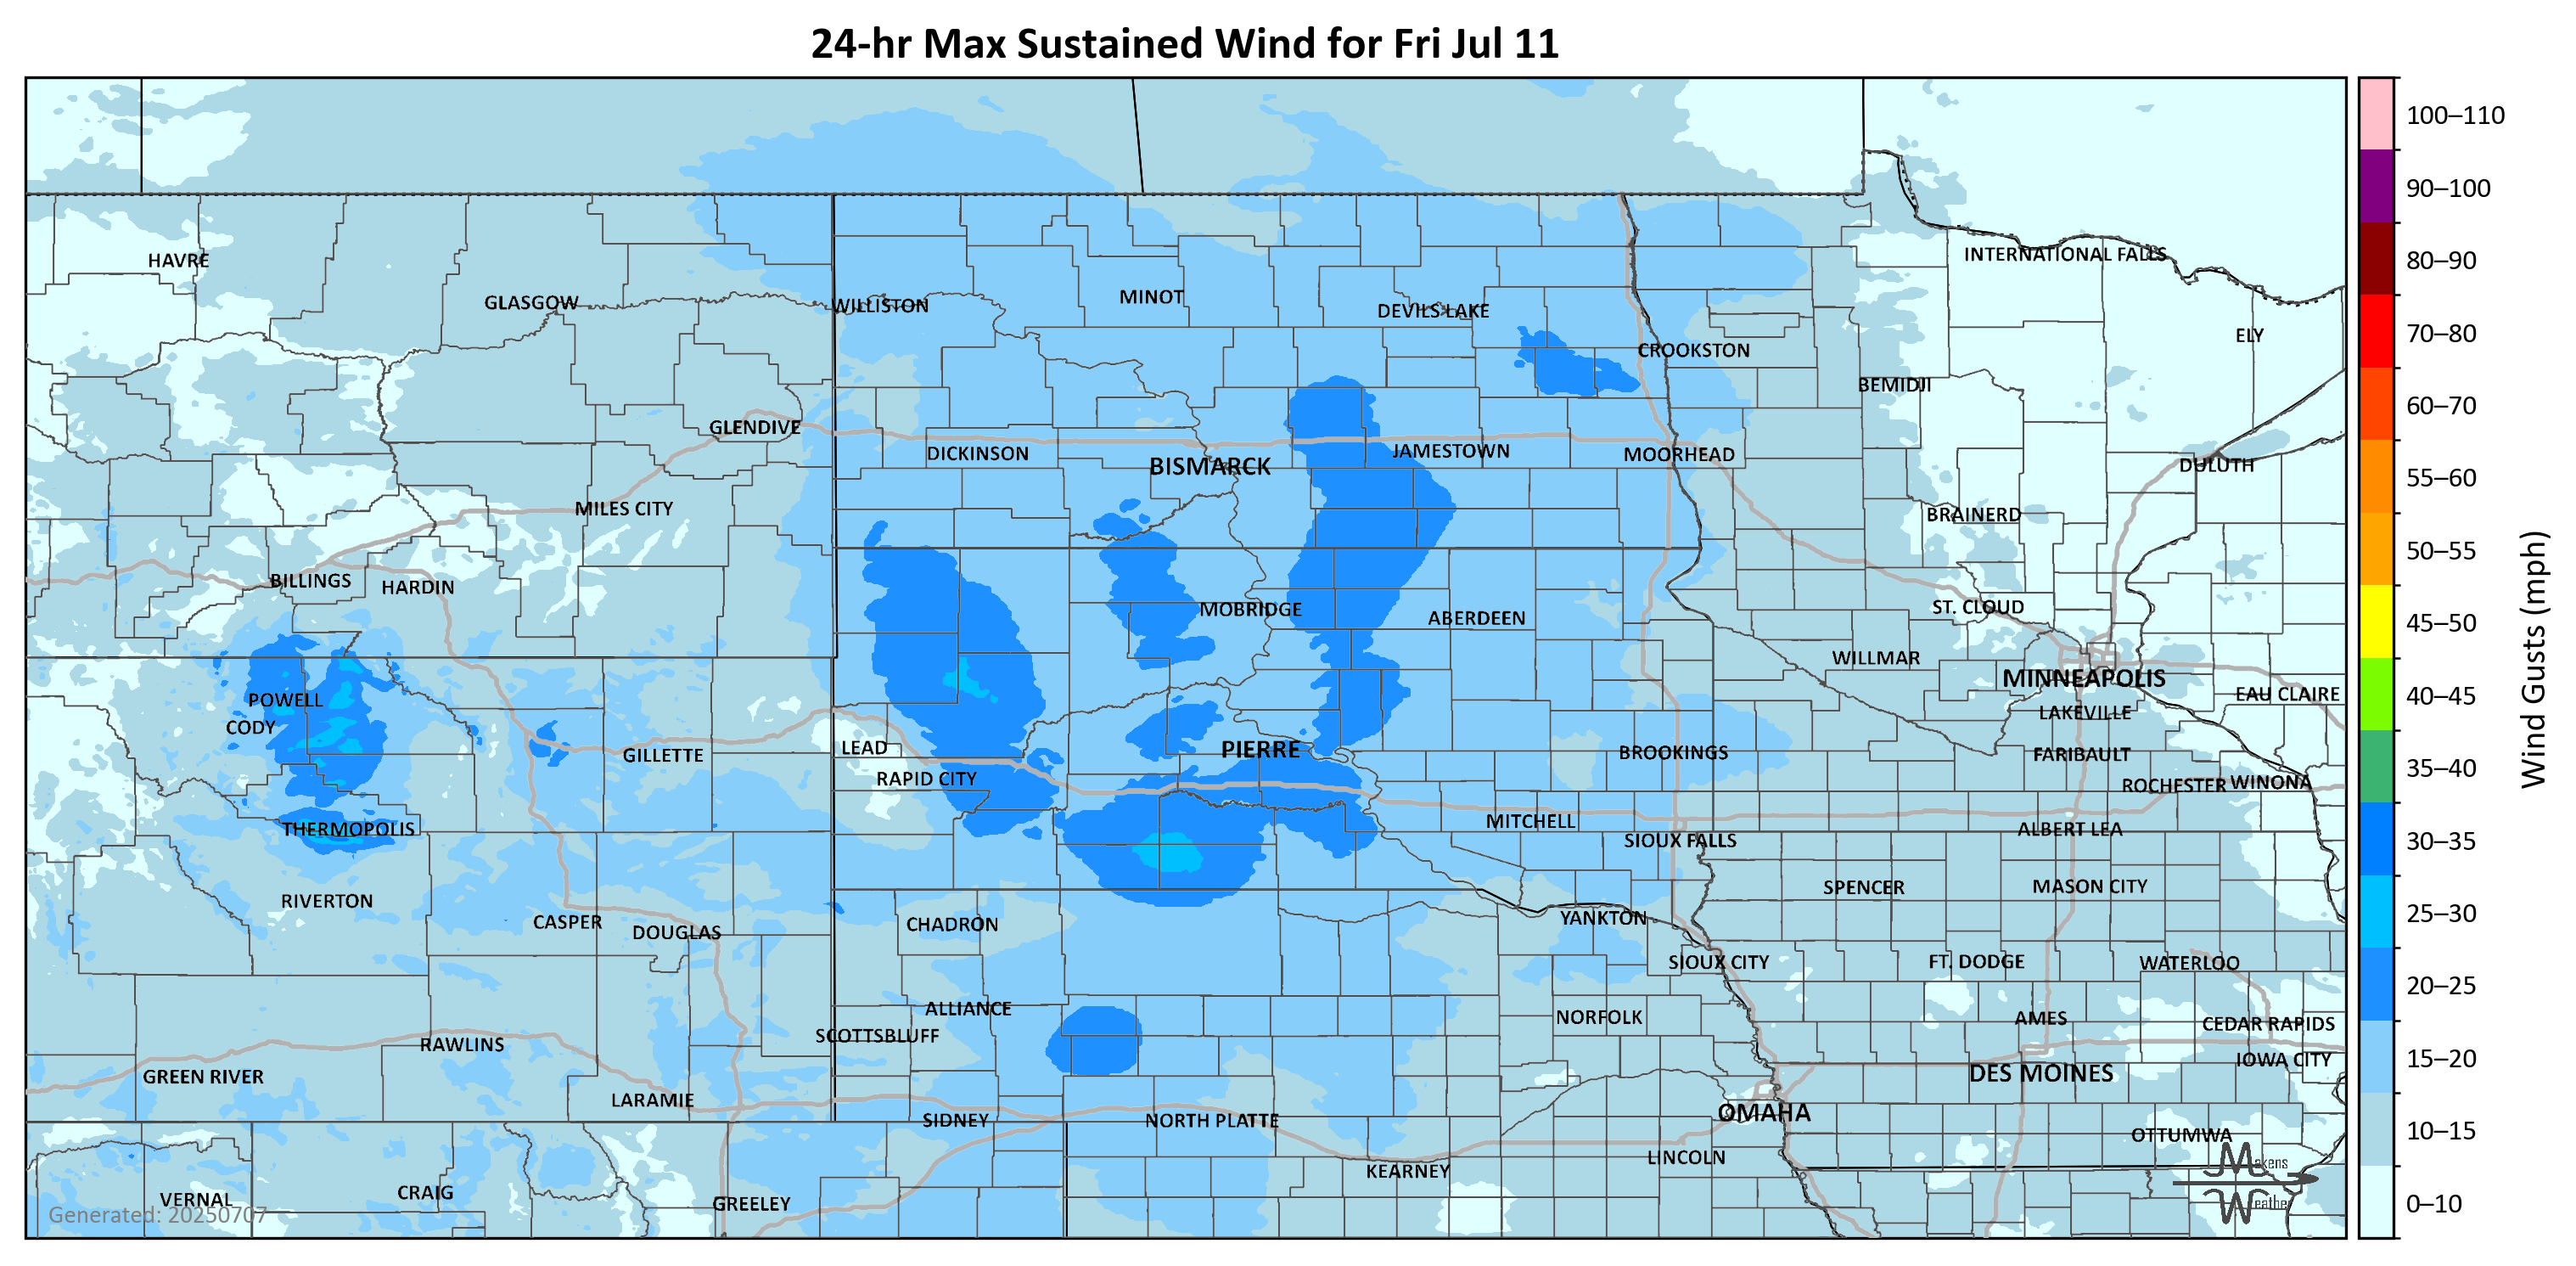 24-hr Max Sustained Wind for Fri Jul 11
HAVRE
GLASGOW
WILLISTON
MINOT
DEVILS LAKE
CROOKSTON
INTERNATIONAL FALLS
ELY
BEMIDJI
GLENDIVE
DICKINSON
BISMARCK
JAMESTOWN
MOORHEAD
DULUTH
MILES CITY
BRAINERD
BILLINGS
HARDIN
MOBRIDGE
ABERDEEN
ST. CLOUD
WILLMAR
MINNEAPOLIS
EAU CLAIRE
LAKEVILLE
POWELL
CODY
GILLETTE
LEAD
RAPID CITY
PIERRE
BROOKINGS
FARIBAULT
ROCHESTER
WINONA
THERMOPOLIS
MITCHELL
SIOUX FALLS
ALBERT LEA
RIVERTON
CASPER
DOUGLAS
CHADRON
YANKTON
SPENCER
MASON CITY
SIOUX CITY
FT. DODGE
WATERLOO
ALLIANCE
SCOTTSBLUFF
NORFOLK
AMES
CEDAR RAPIDS
IOWA CITY
RAWLINS
GREEN RIVER
LARAMIE
SIDNEY
NORTH PLATTE
OMAHA
DES MOINES
OTTUMWA
KEARNEY
LINCOLN
VERNAL
CRAIG
GREELEY
Generated: 20250707
Makens
Weather
100–110
90–100
80–90
70–80
60–70
55–60
50–55
45–50
40–45
35–40
30–35
25–30
20–25
15–20
10–15
0–10
Wind Gusts (mph)